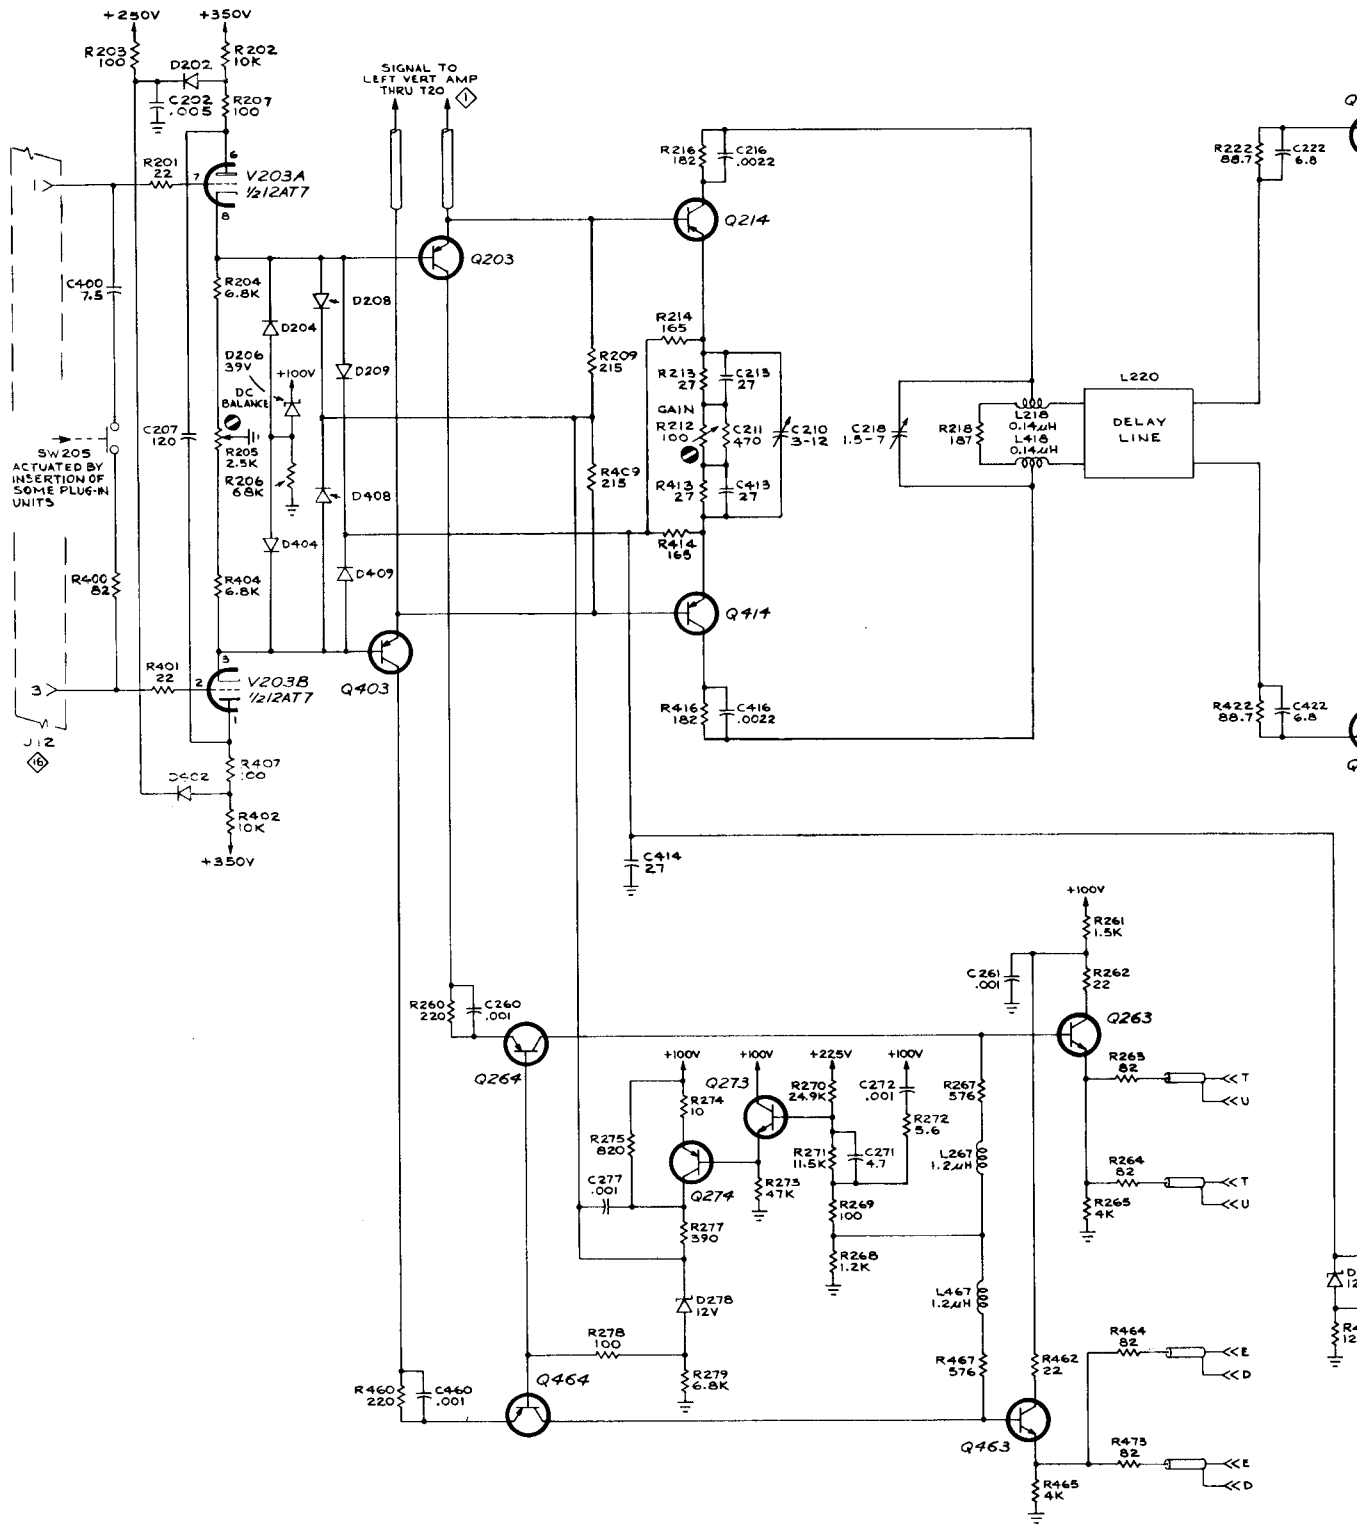 +250V
+350V
R203
100
R202
10K
D202
C202
.005
R207
100
SIGNAL TO
LEFT VERT AMP
THRU T20
1
6
1
R201
22
7
V203A
½12AT7
8
R216
182
C216
.0022
R222
88.7
C222
6.8
Q
Q214
Q203
C400
7.5
R204
6.8K
D208
D204
R214
165
D206
39V
+100V
D209
R209
215
R213
27
C213
27
DC
BALANCE
GAIN
R212
100
C211
470
C210
3-12
C218
1.5-7
R218
187
L218
0.14µH
L418
0.14µH
L220
DELAY
LINE
C207
120
SW205
ACTUATED BY
INSERTION OF
SOME PLUG-IN
UNITS
R205
2.5K
R206
68K
D408
R409
215
R413
27
C413
27
D404
D409
R414
165
R400
82
R404
6.8K
Q414
3
R401
22
2
3
V203B
½12AT7
1
Q403
R416
182
C416
.0022
R422
88.7
C422
6.8
J12
16
D402
R407
100
R402
10K
+350V
C414
27
+100V
R261
1.5K
C261
.001
R262
22
R260
220
C260
.001
Q264
Q263
+100V
+100V
+225V
+100V
Q273
R274
10
R270
24.9K
C272
.001
R267
576
R272
5.6
R263
82
T
U
R275
820
R271
11.5K
C271
4.7
L267
1.2µH
C277
.001
Q274
R273
47K
R269
100
R264
82
T
U
R265
4K
R277
390
R268
1.2K
L467
1.2µH
D278
12V
R278
100
R279
6.8K
R467
576
R462
22
R464
82
E
D
R460
220
C460
.001
Q464
Q463
R473
82
E
D
R465
4K